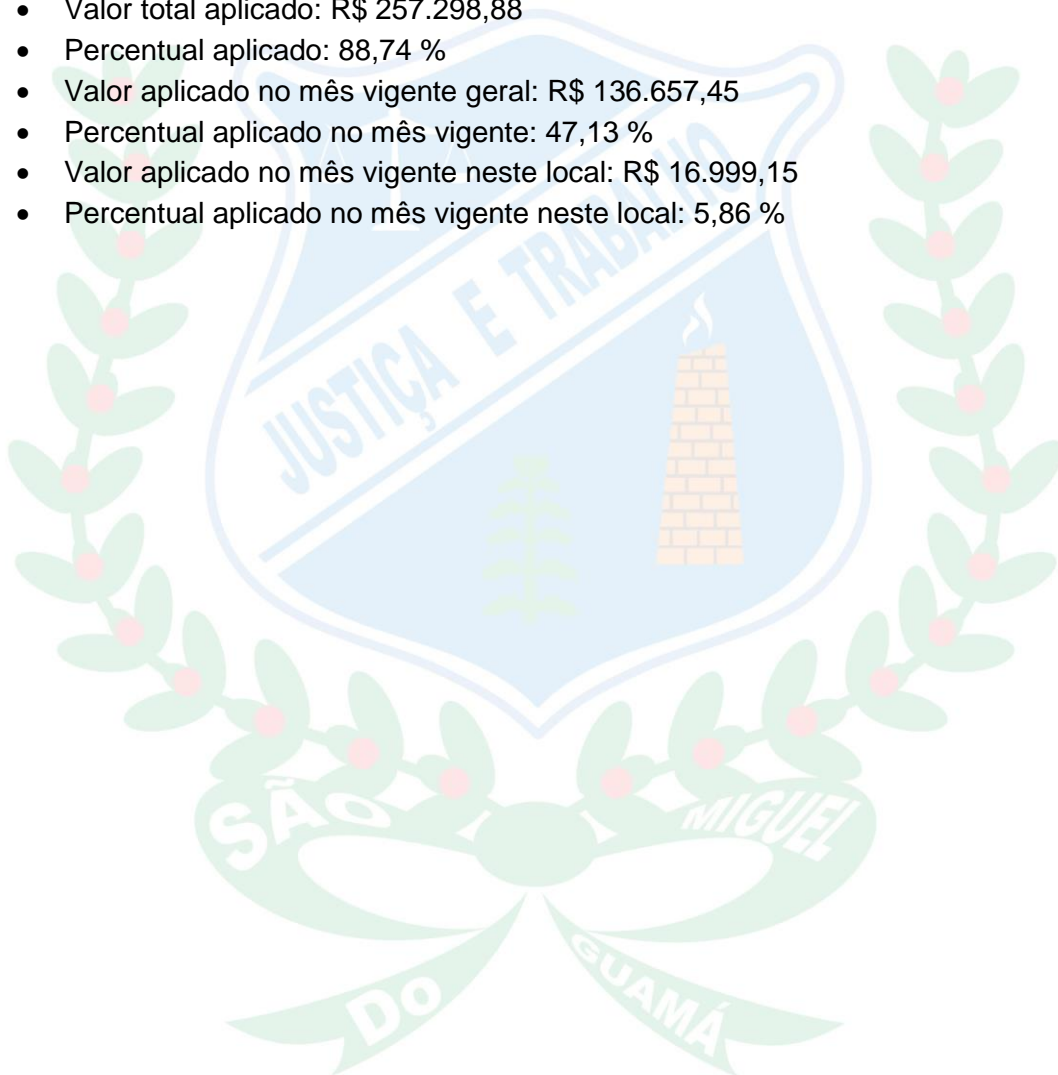 • Valor total aplicado: R$ 257.298,88
• Percentual aplicado: 88,74 %
• Valor aplicado no mês vigente geral: R$ 136.657,45
• Percentual aplicado no mês vigente: 47,13 %
• Valor aplicado no mês vigente neste local: R$ 16.999,15
• Percentual aplicado no mês vigente neste local: 5,86 %
JUSTIÇA E TRABALHO
SÃO MIGUEL
DO GUAMÁ